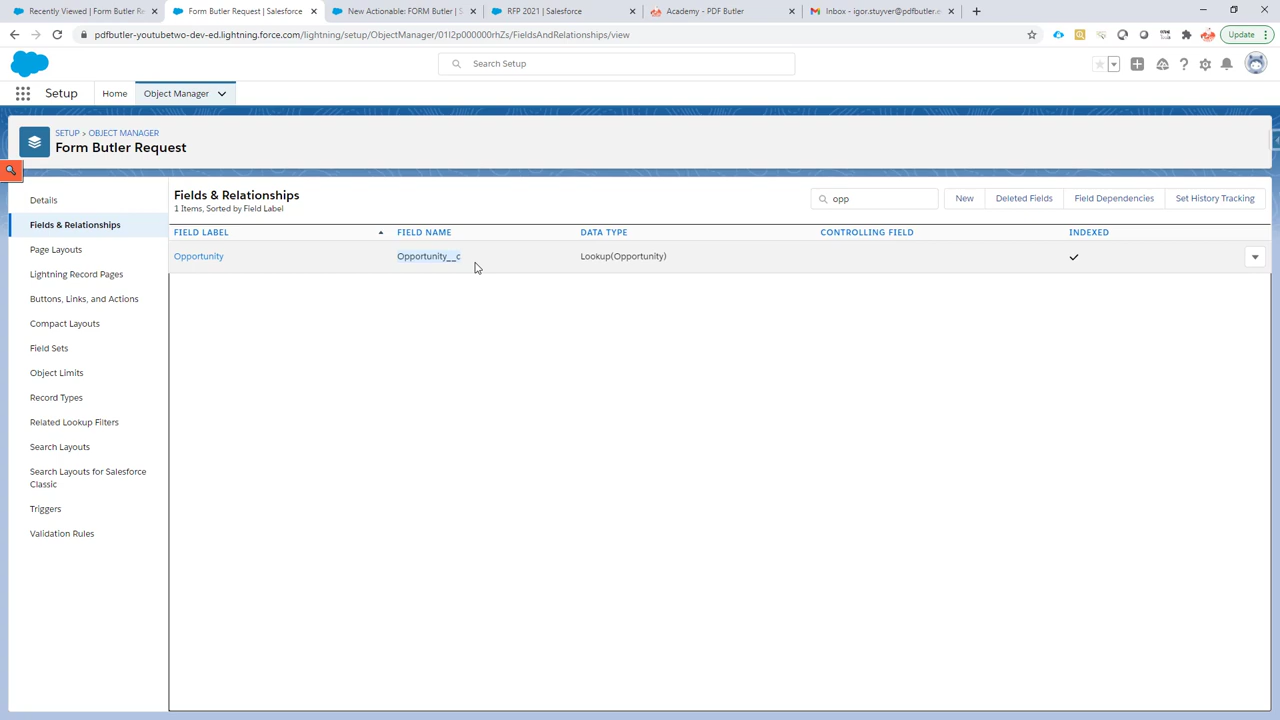 Recently Viewed | Form Butler Re
Form Butler Request | Salesforce
New Actionable: FORM Butler | S
RFP 2021 | Salesforce
Academy - PDF Butler
Inbox - igor.stuyver@pdfbutler.e
pdfbutler-youtubetwo-dev-ed.lightning.force.com/lightning/setup/ObjectManager/01I2p000000rhZs/FieldsAndRelationships/view
Update
Search Setup
Setup
Home
Object Manager
SETUP > OBJECT MANAGER
Form Butler Request
Details
Fields & Relationships
Page Layouts
Lightning Record Pages
Buttons, Links, and Actions
Compact Layouts
Field Sets
Object Limits
Record Types
Related Lookup Filters
Search Layouts
Search Layouts for Salesforce
Classic
Triggers
Validation Rules
Fields & Relationships
1 Items, Sorted by Field Label
opp
New
Deleted Fields
Field Dependencies
Set History Tracking
FIELD LABEL FIELD NAME DATA TYPE CONTROLLING FIELD INDEXED
Opportunity Opportunity__c Lookup(Opportunity)